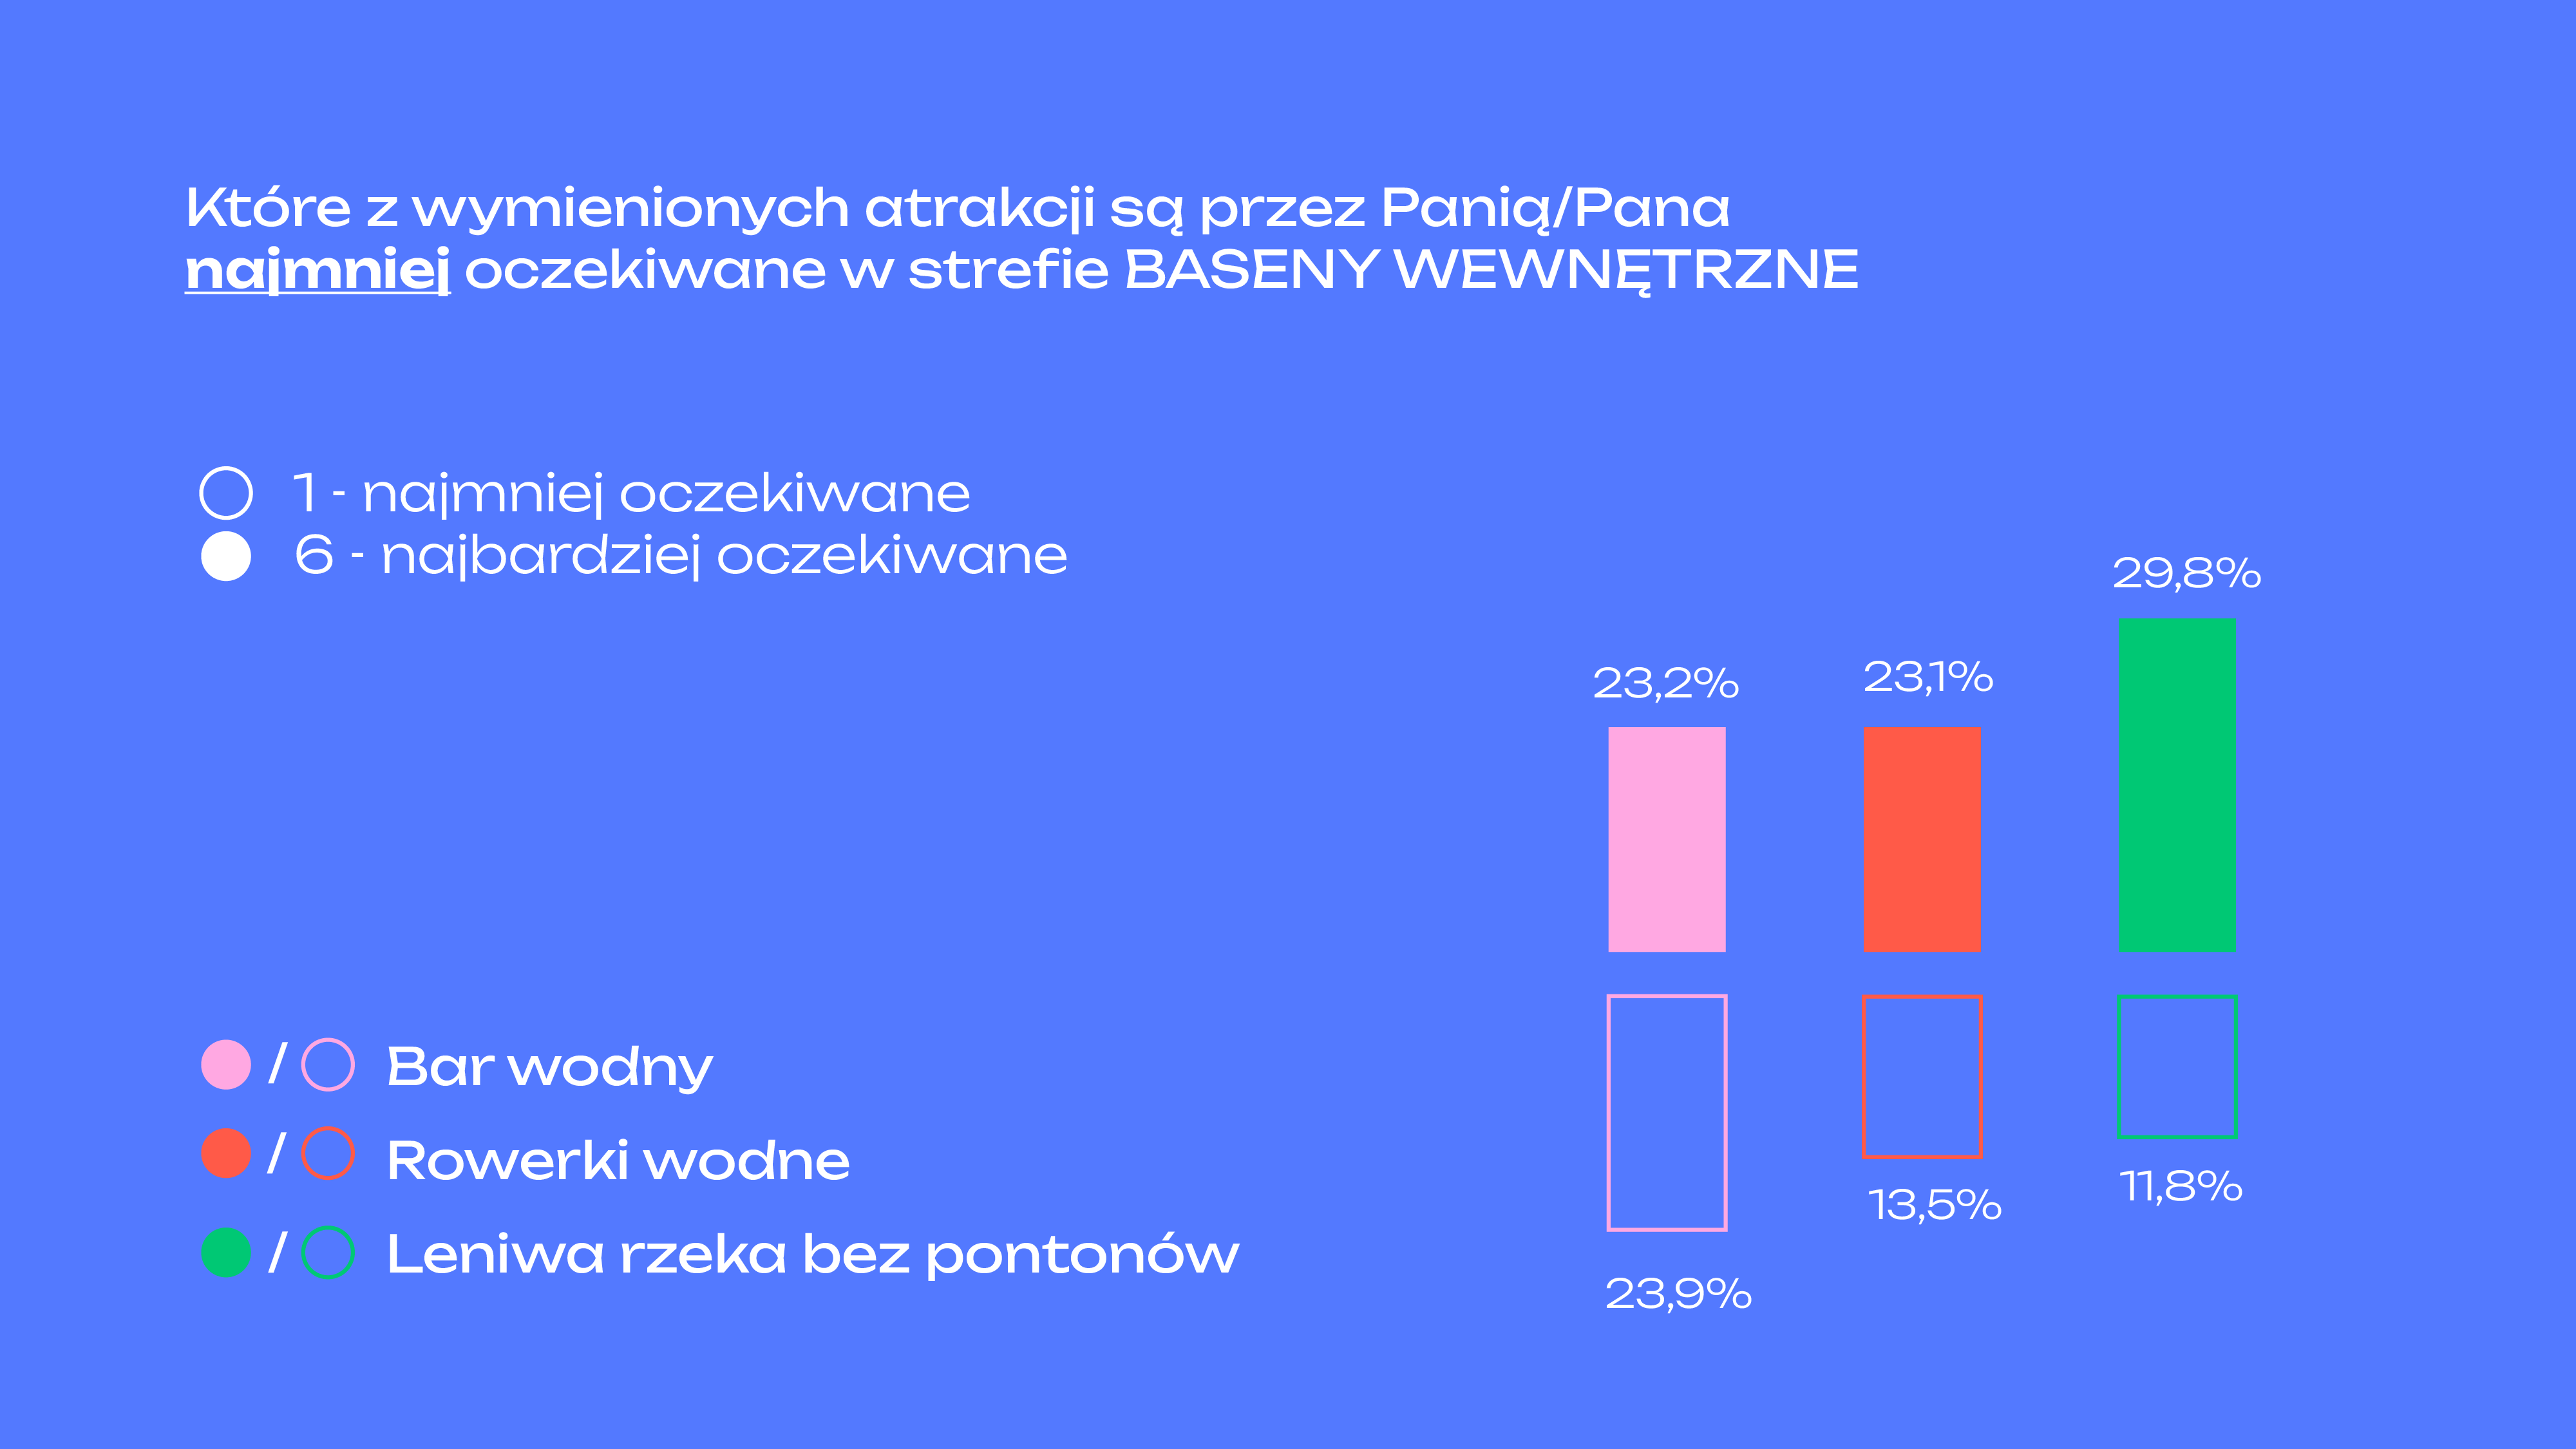 Które z wymienionych atrakcji są przez Panią/Pana
najmniej oczekiwane w strefie BASENY WEWNĘTRZNE
1 - najmniej oczekiwane
6 - najbardziej oczekiwane
29,8%
23,2%
23,1%
/ Bar wodny
/ Rowerki wodne
/ Leniwa rzeka bez pontonów
11,8%
13,5%
23,9%